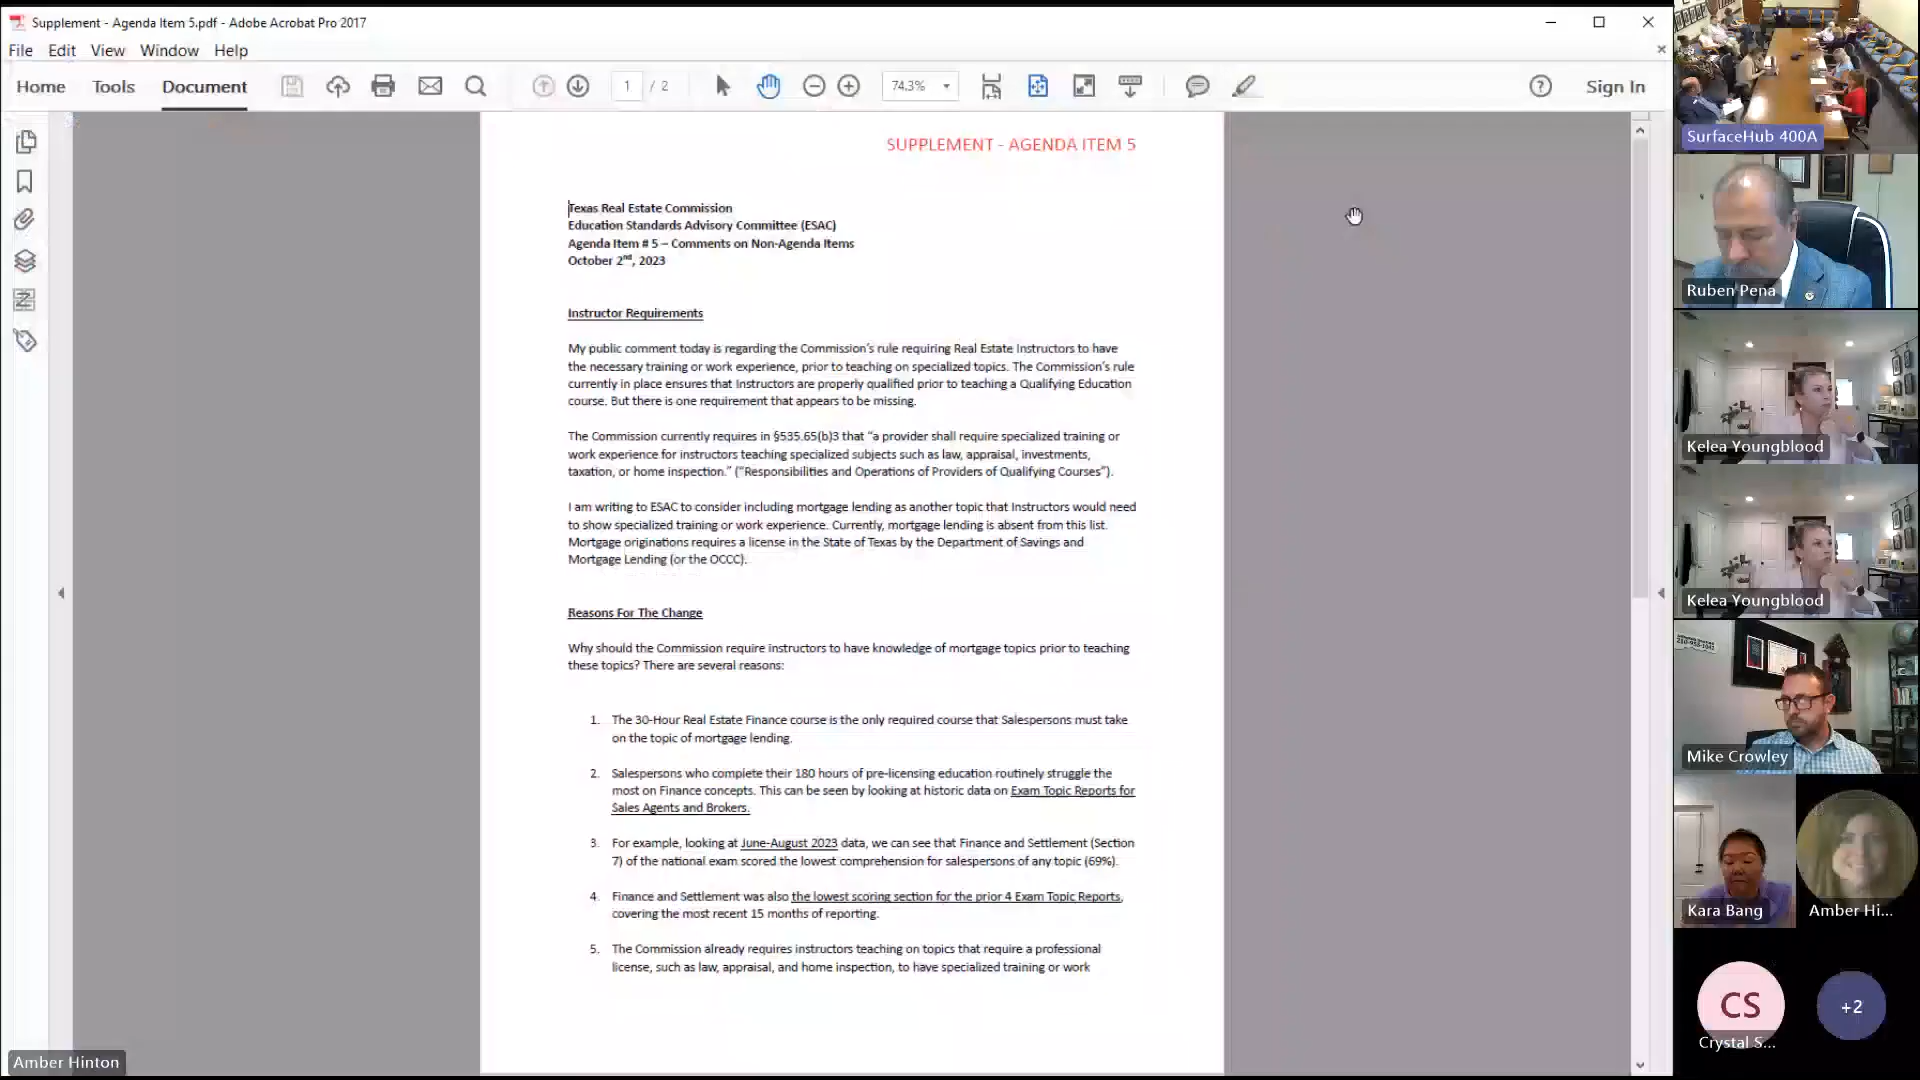 Supplement - Agenda Item 5.pdf - Adobe Acrobat Pro 2017
File Edit View Window Help
Home Tools Document 1 / 2 74.3% Sign In
SUPPLEMENT - AGENDA ITEM 5
Texas Real Estate Commission
Education Standards Advisory Committee (ESAC)
Agenda Item # 5 – Comments on Non-Agenda Items
October 2nd, 2023
Instructor Requirements
My public comment today is regarding the Commission's rule requiring Real Estate Instructors to have
the necessary training or work experience, prior to teaching on specialized topics. The Commission's rule
currently in place ensures that Instructors are properly qualified prior to teaching a Qualifying Education
course. But there is one requirement that appears to be missing.
The Commission currently requires in §535.65(b)3 that “a provider shall require specialized training or
work experience for instructors teaching specialized subjects such as law, appraisal, investments,
taxation, or home inspection.” (“Responsibilities and Operations of Providers of Qualifying Courses”).
I am writing to ESAC to consider including mortgage lending as another topic that Instructors would need
to show specialized training or work experience. Currently, mortgage lending is absent from this list.
Mortgage originations requires a license in the State of Texas by the Department of Savings and
Mortgage Lending (or the OCCC).
Reasons For The Change
Why should the Commission require instructors to have knowledge of mortgage topics prior to teaching
these topics? There are several reasons:
1. The 30-Hour Real Estate Finance course is the only required course that Salespersons must take
on the topic of mortgage lending.
2. Salespersons who complete their 180 hours of pre-licensing education routinely struggle the
most on Finance concepts. This can be seen by looking at historic data on Exam Topic Reports for
Sales Agents and Brokers.
3. For example, looking at June-August 2023 data, we can see that Finance and Settlement (Section
7) of the national exam scored the lowest comprehension for salespersons of any topic (69%).
4. Finance and Settlement was also the lowest scoring section for the prior 4 Exam Topic Reports,
covering the most recent 15 months of reporting.
5. The Commission already requires instructors teaching on topics that require a professional
license, such as law, appraisal, and home inspection, to have specialized training or work
Amber Hinton
SurfaceHub 400A
Ruben Pena
Kelea Youngblood
Kelea Youngblood
Mike Crowley
Kara Bang
Amber Hi...
CS
Crystal S...
+2